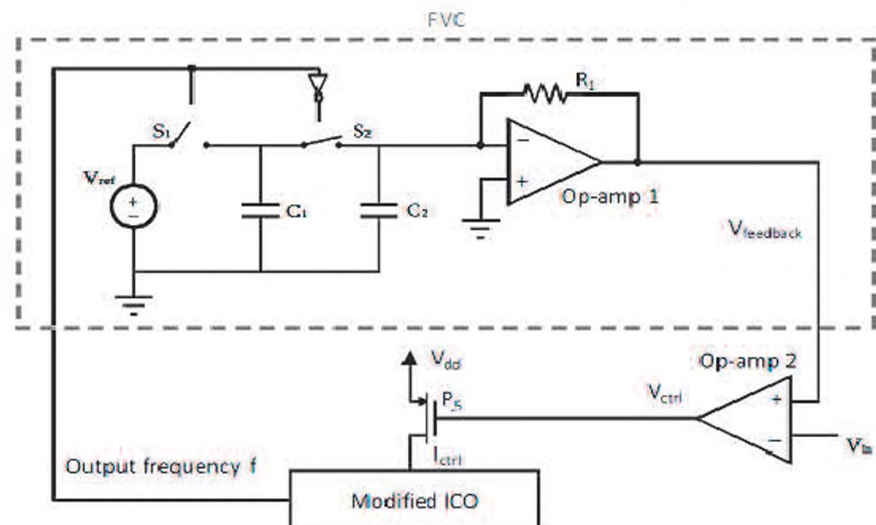 FVC
R1
S1
S2
Vref
+
−
C1
C2
−
+
Op-amp 1
Vfeedback
Vdd
Op-amp 2
P5
Vctrl
+
−
Vin
Ictrl
Output frequency f
Modified ICO